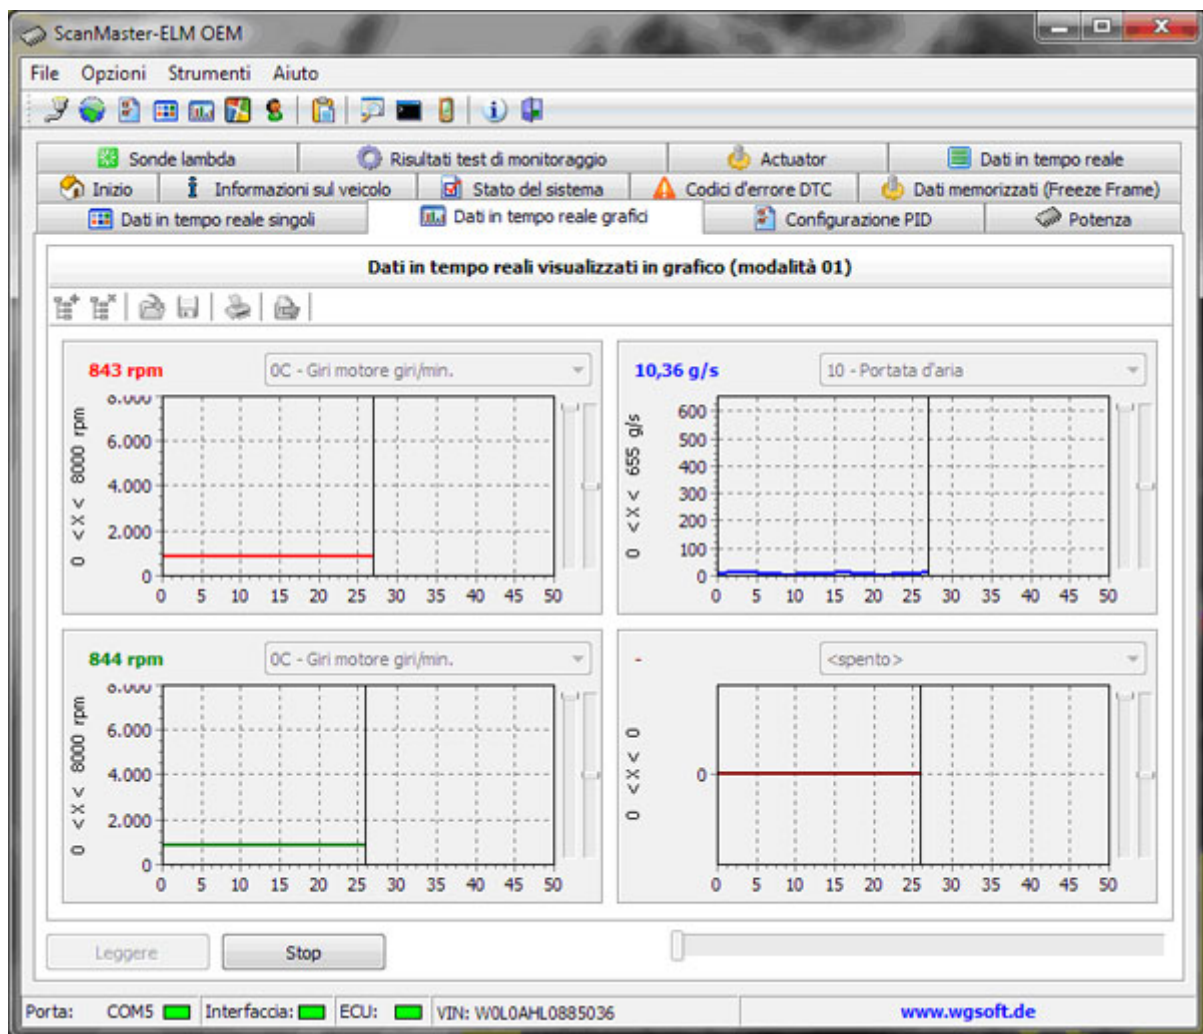 ScanMaster-ELM OEM
File Opzioni Strumenti Aiuto
Sonde lambda Risultati test di monitoraggio Actuator Dati in tempo reale
Inizio Informazioni sul veicolo Stato del sistema Codici d'errore DTC Dati memorizzati (Freeze Frame)
Dati in tempo reale singoli Dati in tempo reale grafici Configurazione PID Potenza
Dati in tempo reali visualizzati in grafico (modalità 01)
843 rpm 0C - Giri motore giri/min.
0 < X < 8000 rpm
8.000
6.000
4.000
2.000
0
0 5 10 15 20 25 30 35 40 45 50
10,36 g/s 10 - Portata d'aria
0 < X < 655 g/s
600
500
400
300
200
100
0
0 5 10 15 20 25 30 35 40 45 50
844 rpm 0C - Giri motore giri/min.
0 < X < 8000 rpm
8.000
6.000
4.000
2.000
0
0 5 10 15 20 25 30 35 40 45 50
- <spento>
0 < X < 0
0
0 5 10 15 20 25 30 35 40 45 50
Leggere Stop
Porta: COM5 Interfaccia: ECU: VIN: W0L0AHL0885036 www.wgsoft.de